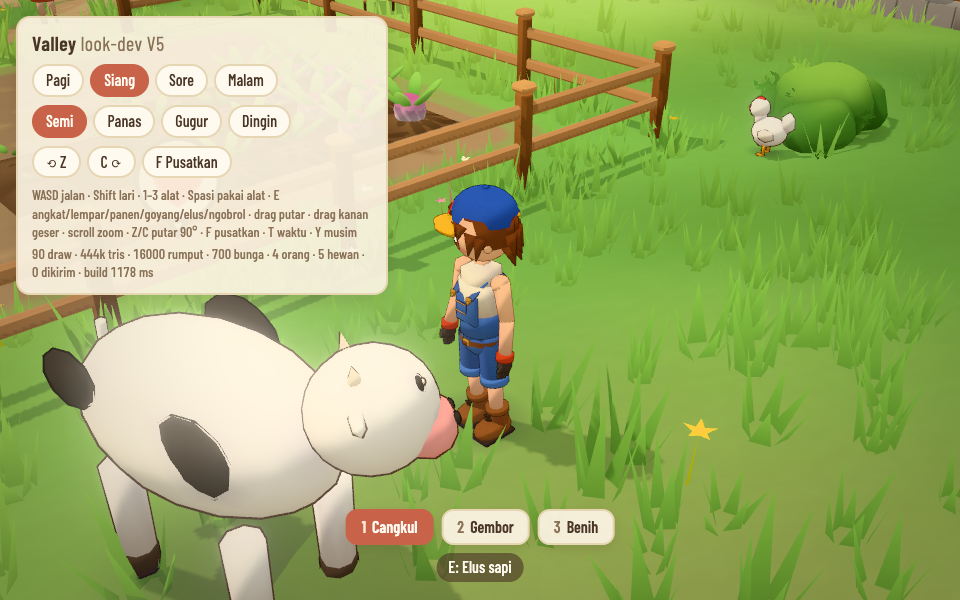 Valley look-dev V5
Pagi Siang Sore Malam
Semi Panas Gugur Dingin
⟲ Z C ⟳ F Pusatkan
WASD jalan · Shift lari · 1–3 alat · Spasi pakai alat · E
angkat/lempar/panen/goyang/elus/ngobrol · drag putar · drag kanan
geser · scroll zoom · Z/C putar 90° · F pusatkan · T waktu · Y musim
90 draw · 444k tris · 16000 rumput · 700 bunga · 4 orang · 5 hewan ·
0 dikirim · build 1178 ms
1 Cangkul 2 Gembor 3 Benih
E: Elus sapi